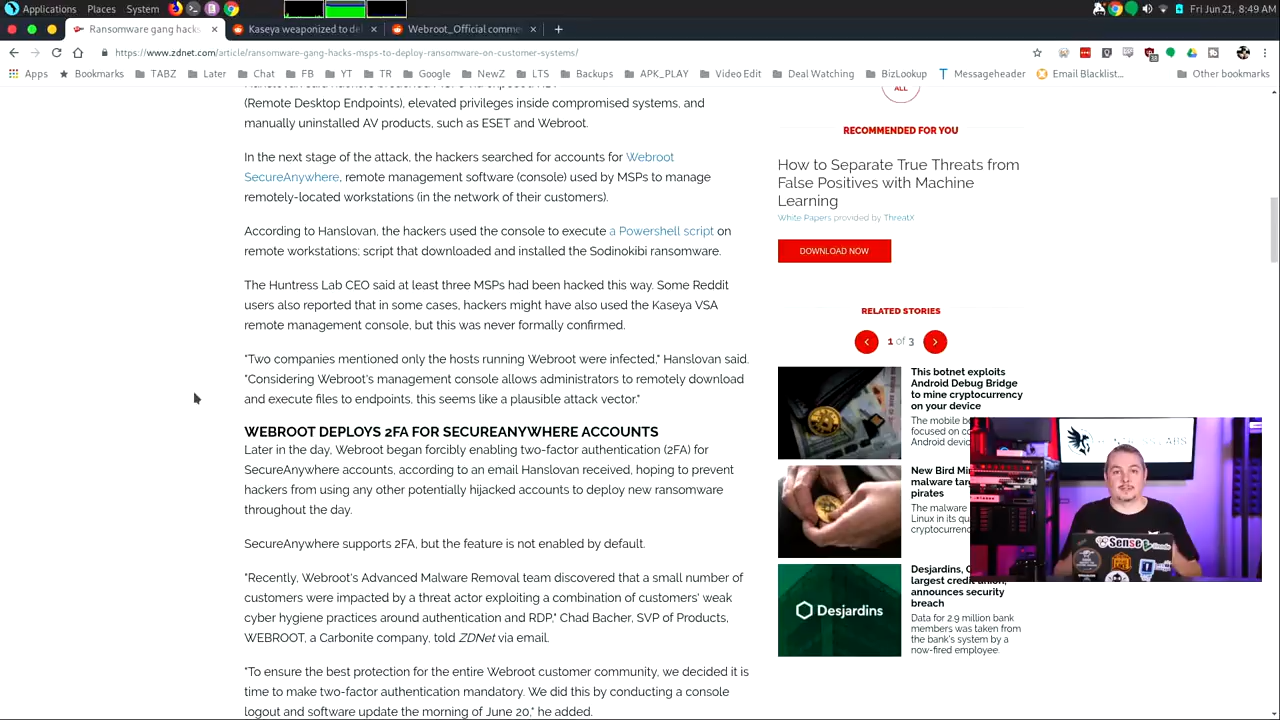 Applications Places System Fri Jun 21, 8:49 AM
Ransomware gang hacks
Kaseya weaponized to de
Webroot_Official comme
https://www.zdnet.com/article/ransomware-gang-hacks-msps-to-deploy-ransomware-on-customer-systems/
Apps Bookmarks TABZ Later Chat FB YT TR Google NewZ LTS Backups APK_PLAY Video Edit Deal Watching BizLookup Messageheader Email Blacklist... Other bookmarks
(Remote Desktop Endpoints), elevated privileges inside compromised systems, and
manually uninstalled AV products, such as ESET and Webroot.
In the next stage of the attack, the hackers searched for accounts for Webroot
SecureAnywhere, remote management software (console) used by MSPs to manage
remotely-located workstations (in the network of their customers).
According to Hanslovan, the hackers used the console to execute a Powershell script on
remote workstations; script that downloaded and installed the Sodinokibi ransomware.
The Huntress Lab CEO said at least three MSPs had been hacked this way. Some Reddit
users also reported that in some cases, hackers might have also used the Kaseya VSA
remote management console, but this was never formally confirmed.
"Two companies mentioned only the hosts running Webroot were infected," Hanslovan said.
"Considering Webroot's management console allows administrators to remotely download
and execute files to endpoints, this seems like a plausible attack vector."
WEBROOT DEPLOYS 2FA FOR SECUREANYWHERE ACCOUNTS
Later in the day, Webroot began forcibly enabling two-factor authentication (2FA) for
SecureAnywhere accounts, according to an email Hanslovan received, hoping to prevent
hackers from using any other potentially hijacked accounts to deploy new ransomware
throughout the day.
SecureAnywhere supports 2FA, but the feature is not enabled by default.
"Recently, Webroot's Advanced Malware Removal team discovered that a small number of
customers were impacted by a threat actor exploiting a combination of customers' weak
cyber hygiene practices around authentication and RDP," Chad Bacher, SVP of Products,
WEBROOT, a Carbonite company, told ZDNet via email.
"To ensure the best protection for the entire Webroot customer community, we decided it is
time to make two-factor authentication mandatory. We did this by conducting a console
logout and software update the morning of June 20," he added.
ALL
RECOMMENDED FOR YOU
How to Separate True Threats from
False Positives with Machine
Learning
White Papers provided by ThreatX
DOWNLOAD NOW
RELATED STORIES
1 of 3
This botnet exploits
Android Debug Bridge
to mine cryptocurrency
on your device
The mobile bo
focused on co
Android devic
New Bird Mi
malware tar
pirates
The malware
Linux in its qu
cryptocurrenc
Desjardins
Desjardins, C
largest credit union,
announces security
breach
Data for 2.9 million bank
members was taken from
the bank's system by a
now-fired employee.